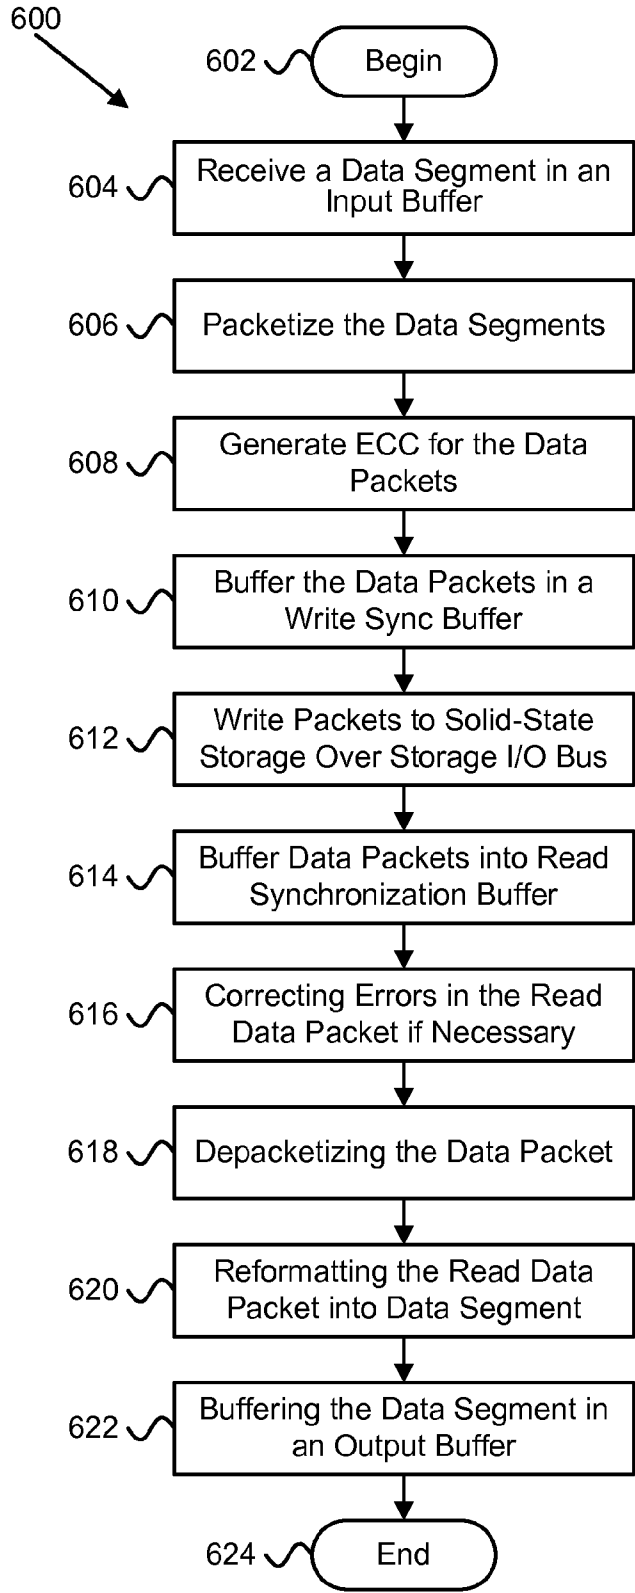 600
602
Begin
604
Receive a Data Segment in an
Input Buffer
606
Packetize the Data Segments
608
Generate ECC for the Data
Packets
610
Buffer the Data Packets in a
Write Sync Buffer
612
Write Packets to Solid-State
Storage Over Storage I/O Bus
614
Buffer Data Packets into Read
Synchronization Buffer
616
Correcting Errors in the Read
Data Packet if Necessary
618
Depacketizing the Data Packet
620
Reformatting the Read Data
Packet into Data Segment
622
Buffering the Data Segment in
an Output Buffer
624
End